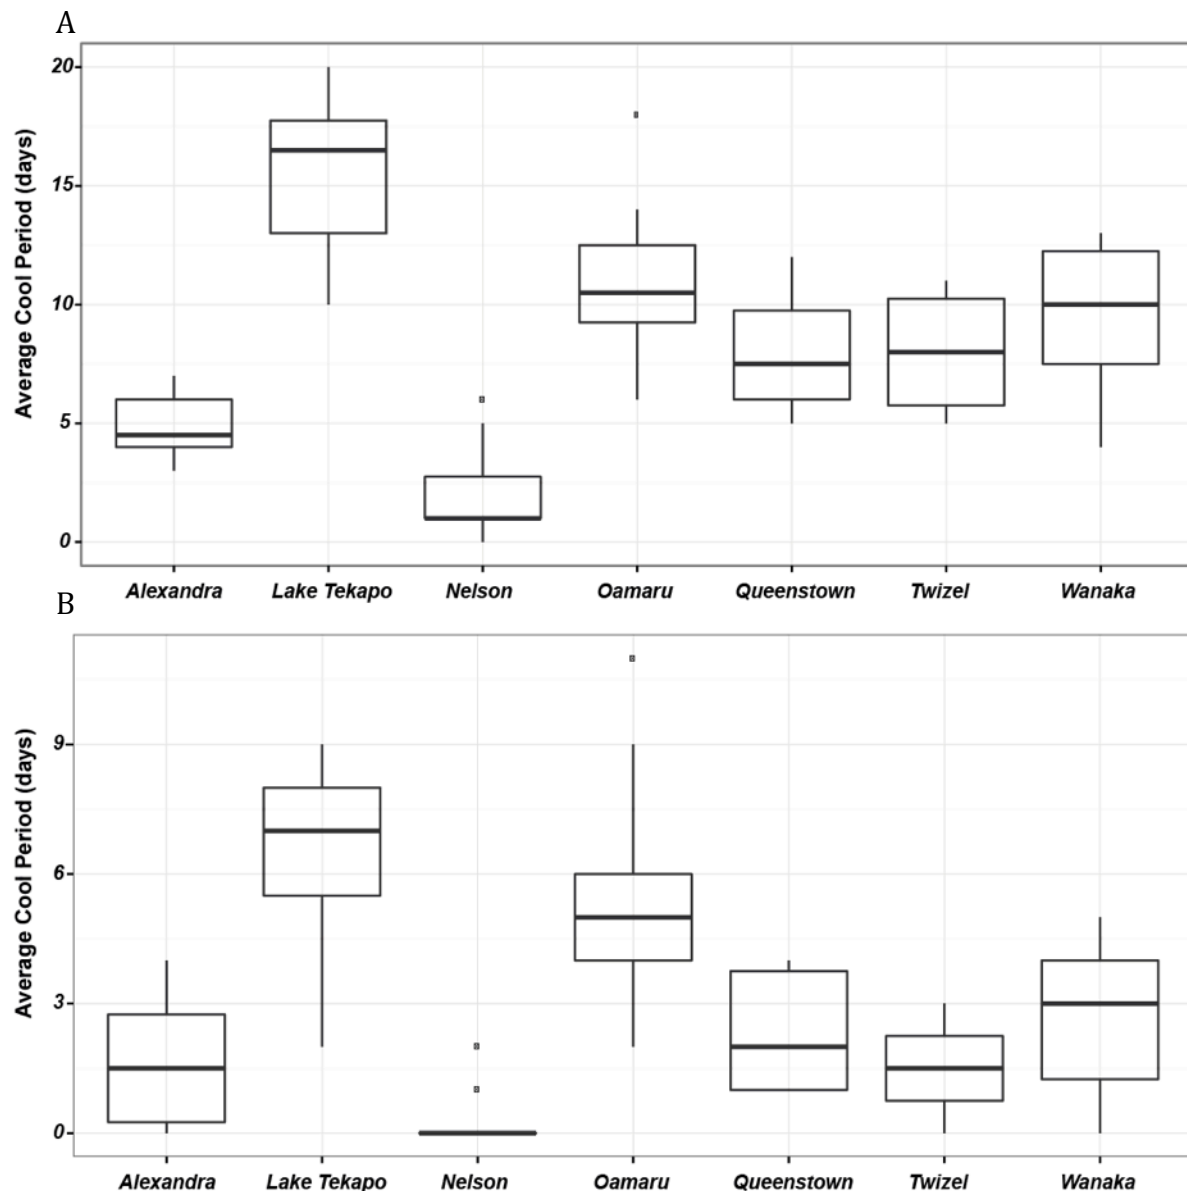 A
Average Cool Period (days)
20
15
10
5
0
Alexandra Lake Tekapo Nelson Oamaru Queenstown Twizel Wanaka
B
Average Cool Period (days)
9
6
3
0
Alexandra Lake Tekapo Nelson Oamaru Queenstown Twizel Wanaka